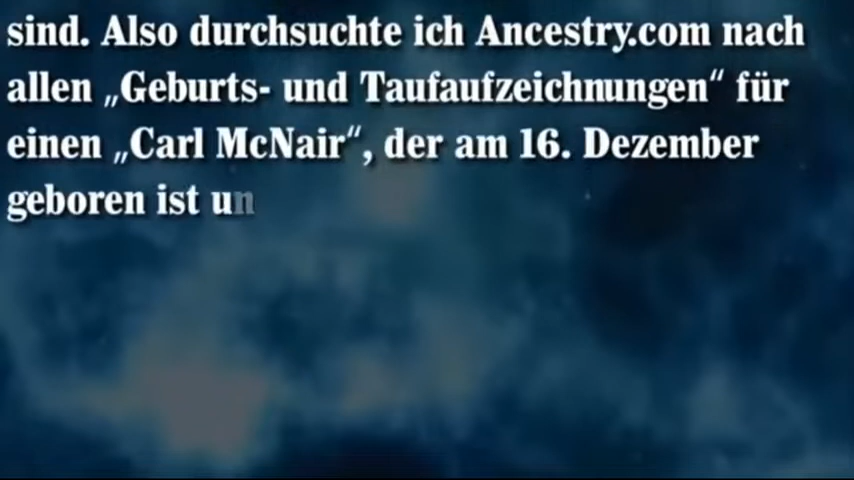 sind. Also durchsuchte ich Ancestry.com nach
allen „Geburts- und Taufaufzeichnungen“ für
einen „Carl McNair“, der am 16. Dezember
geboren ist un